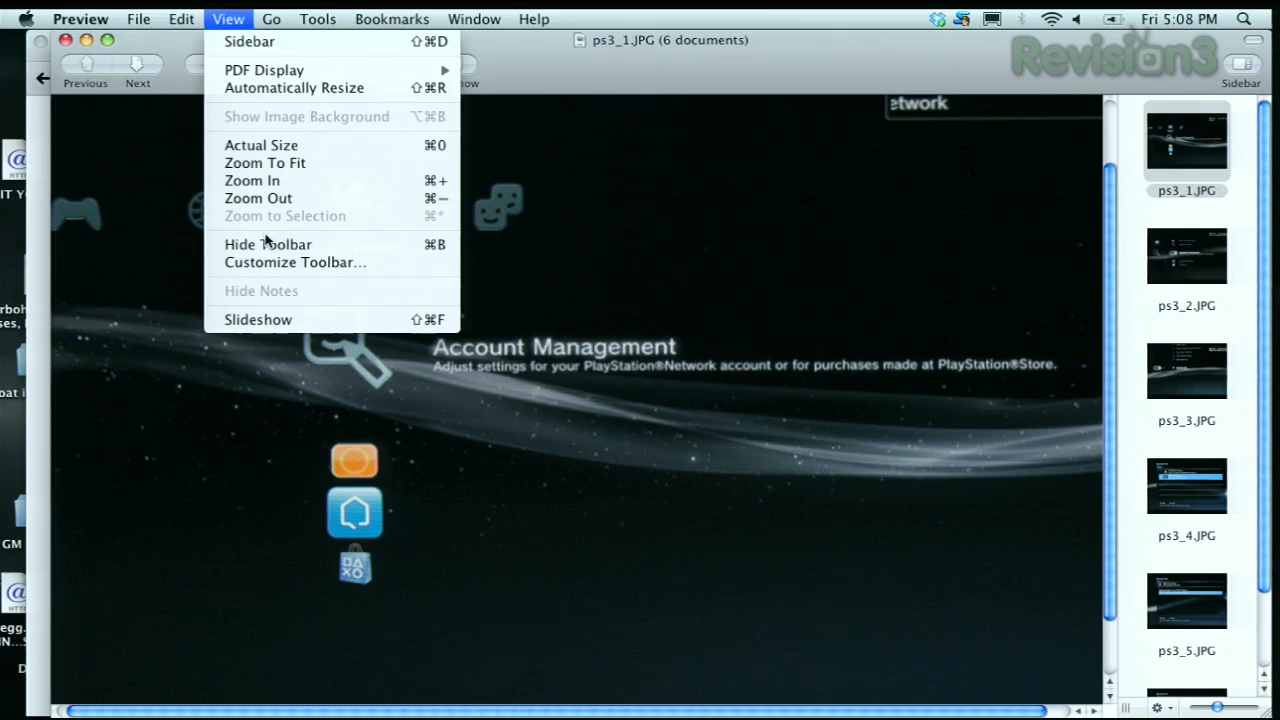 Preview File Edit View Go Tools Bookmarks Window Help Fri 5:08 PM
ps3_1.JPG (6 documents)
Revision3
Previous Next Sidebar
Sidebar ⇧⌘D
PDF Display
Automatically Resize ⇧⌘R
Show Image Background ⌥⌘B
Actual Size ⌘0
Zoom To Fit
Zoom In ⌘+
Zoom Out ⌘−
Zoom to Selection ⌘*
Hide Toolbar ⌘B
Customize Toolbar...
Hide Notes
Slideshow ⇧⌘F
etwork
Account Management
Adjust settings for your PlayStation®Network account or for purchases made at PlayStation®Store.
ps3_1.JPG
ps3_2.JPG
ps3_3.JPG
ps3_4.JPG
ps3_5.JPG
IT Y
GM